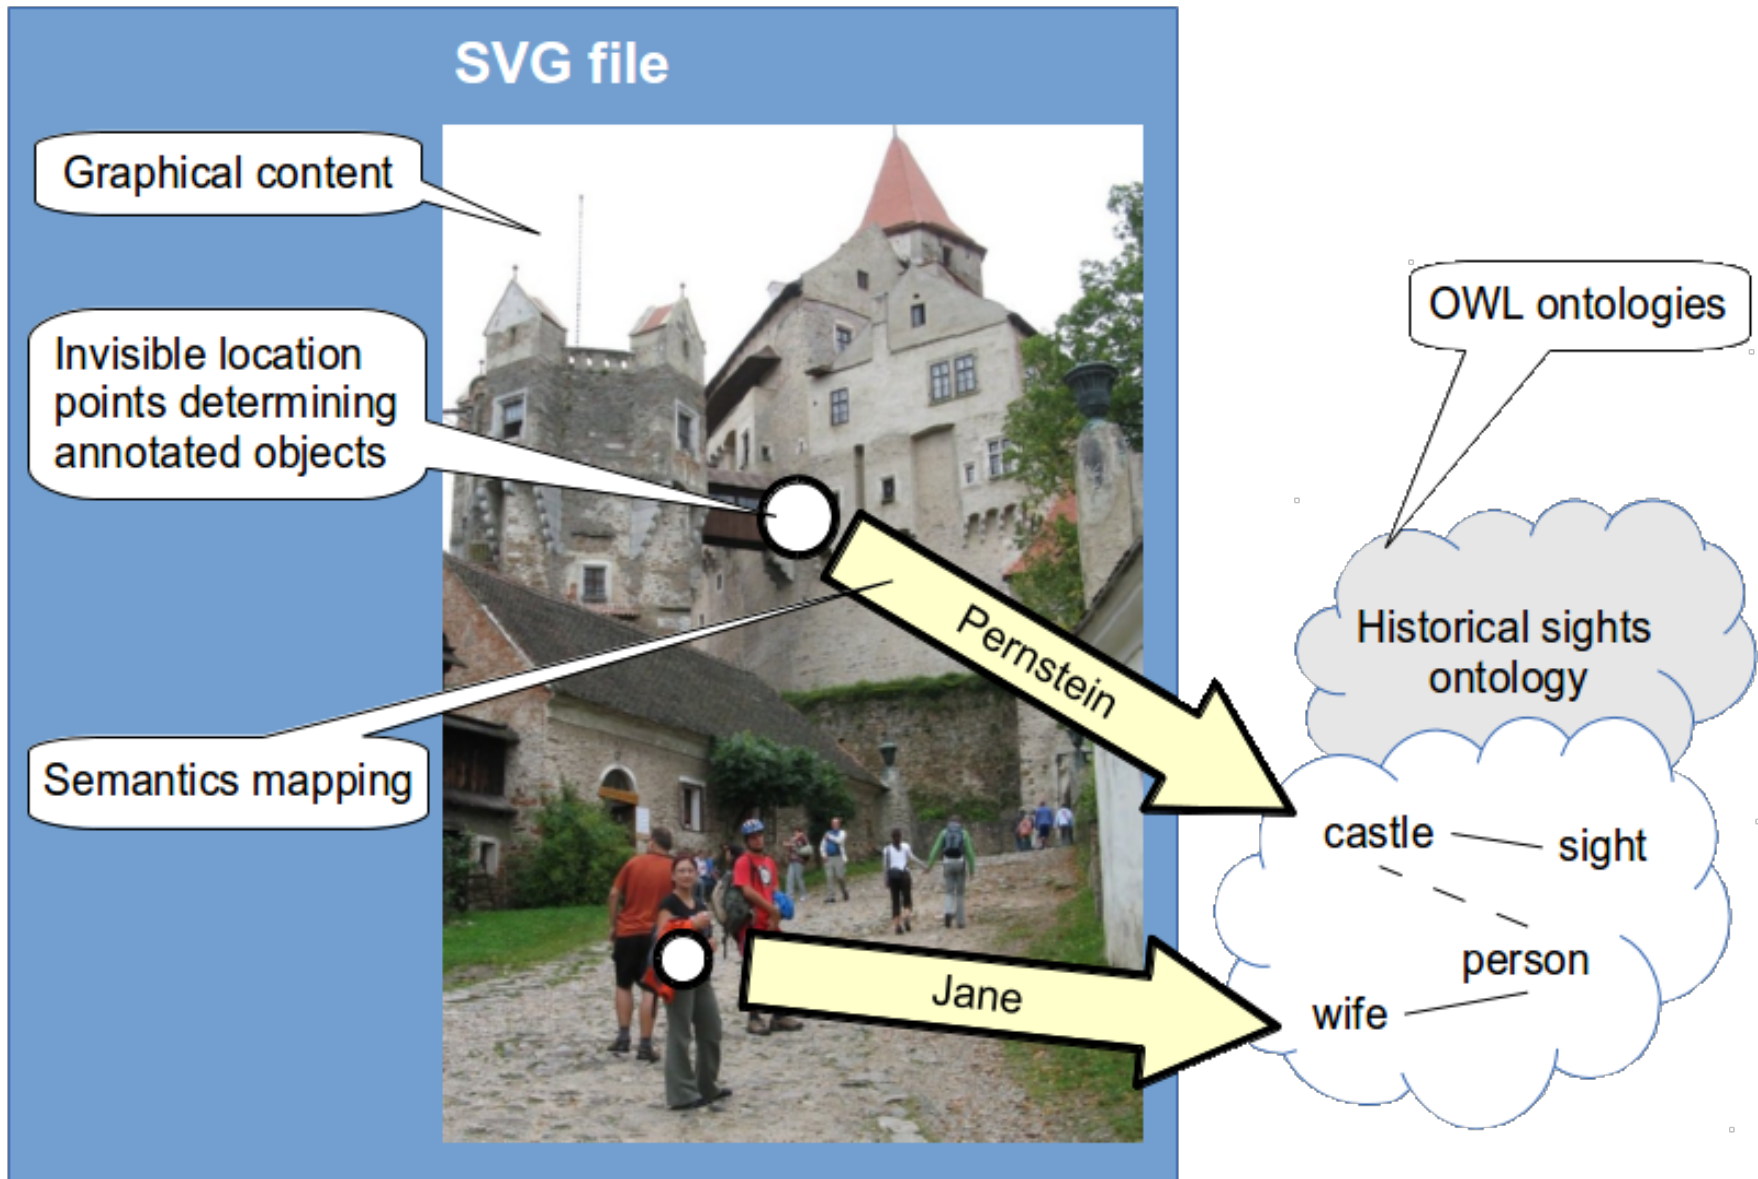 SVG file
Graphical content
Invisible location
points determining
annotated objects
Semantics mapping
Pernstein
Jane
OWL ontologies
Historical sights
ontology
castle
sight
person
wife